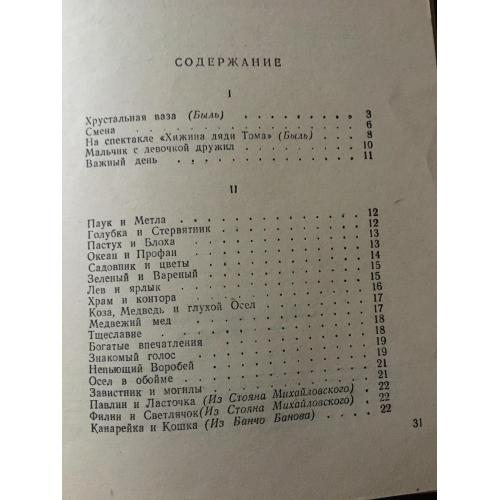 СОДЕРЖАНИЕ
I
Хрустальная ваза (Быль) . . . . . . . 3
Смена . . . . . . . . . . . 6
На спектакле «Хижина дяди Тома» (Быль) . . . 8
Мальчик с девочкой дружил . . . . . . . 10
Важный день . . . . . . . . . . 11
II
Паук и Метла . . . . . . . . . . 12
Голубка и Стервятник . . . . . . . . 12
Пастух и Блоха . . . . . . . . . . 13
Океан и Профан . . . . . . . . . . 13
Садовник и цветы . . . . . . . . . 14
Зеленый и Вареный . . . . . . . . . 15
Лев и ярлык . . . . . . . . . . 15
Храм и контора . . . . . . . . . . 16
Коза, Медведь и глухой Осел . . . . . . 17
Медвежий мед . . . . . . . . . . 17
Тщеславие . . . . . . . . . . . 18
Богатые впечатления . . . . . . . . 18
Знакомый голос . . . . . . . . . . 19
Непьющий Воробей . . . . . . . . . 19
Осел в обойме . . . . . . . . . . 21
Завистник и могилы . . . . . . . . . 21
Павлин и Ласточка (Из Стояна Михайловского) . 22
Филин и Светлячок (Из Стояна Михайловского) . 22
Канарейка и Кошка (Из Банчо Банова) . . . . 22
31